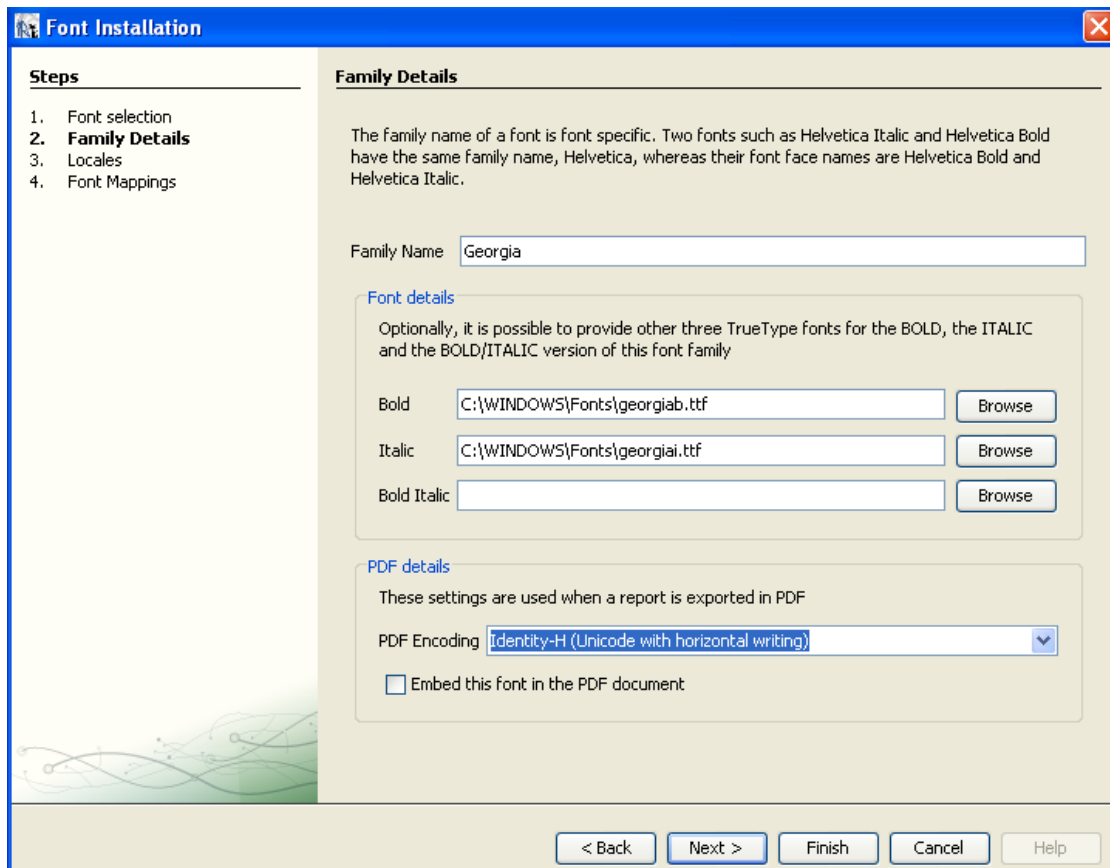 Font Installation
Steps
1. Font selection
2. Family Details
3. Locales
4. Font Mappings
Family Details
The family name of a font is font specific. Two fonts such as Helvetica Italic and Helvetica Bold
have the same family name, Helvetica, whereas their font face names are Helvetica Bold and
Helvetica Italic.
Family Name Georgia
Font details
Optionally, it is possible to provide other three TrueType fonts for the BOLD, the ITALIC
and the BOLD/ITALIC version of this font family
Bold C:\WINDOWS\Fonts\georgiab.ttf Browse
Italic C:\WINDOWS\Fonts\georgiai.ttf Browse
Bold Italic Browse
PDF details
These settings are used when a report is exported in PDF
PDF Encoding Identity-H (Unicode with horizontal writing)
Embed this font in the PDF document
< Back Next > Finish Cancel Help